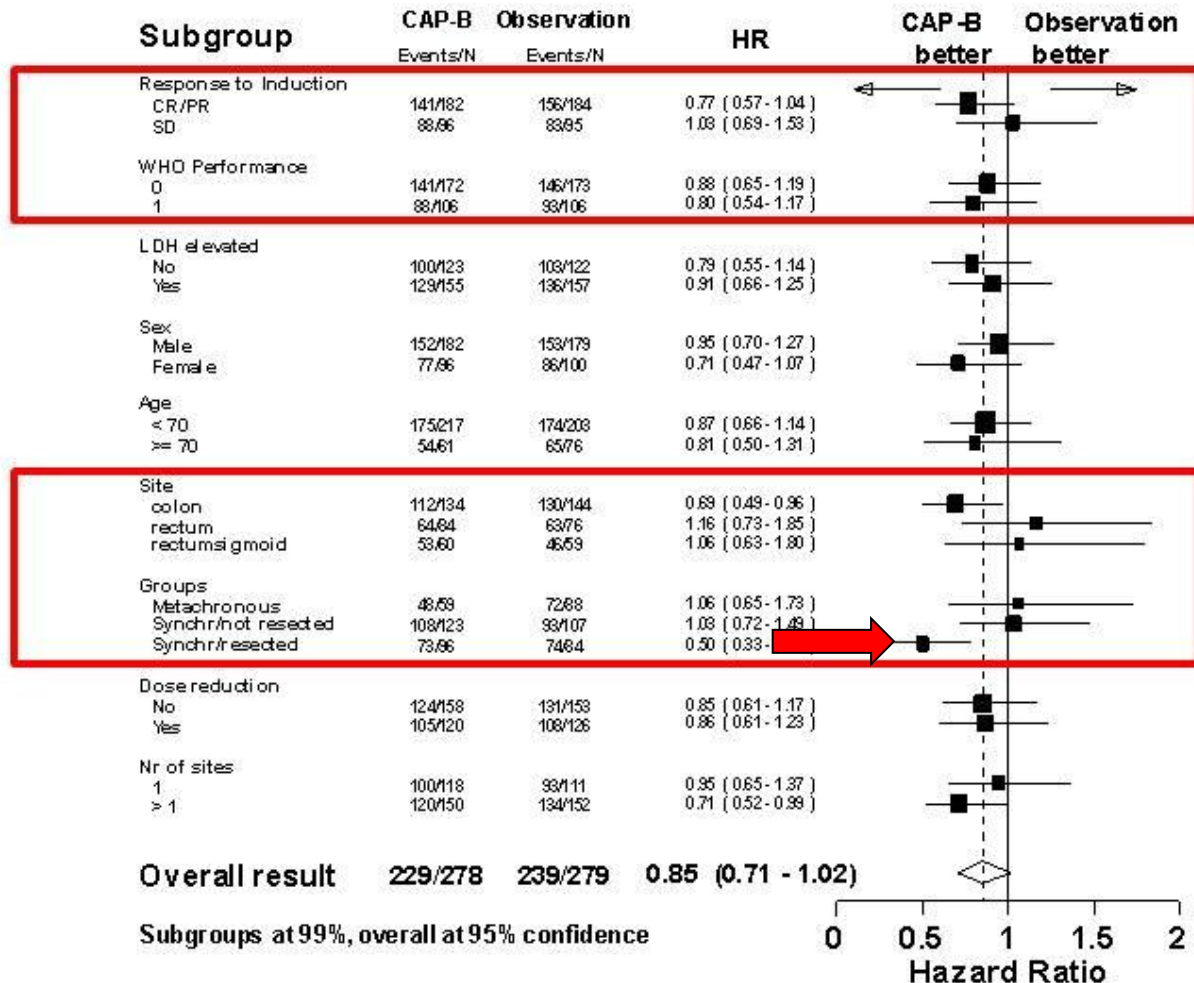 Subgroup CAP-B Observation HR CAP-B better Observation better
Events/N Events/N
Response to Induction
CR/PR 141/182 156/184 0.77 ( 0.57 - 1.04 )
SD 88/96 83/95 1.03 ( 0.69 - 1.53 )
WHO Performance
0 141/172 146/173 0.88 ( 0.65 - 1.19 )
1 88/106 93/106 0.80 ( 0.54 - 1.17 )
LDH elevated
No 100/123 103/122 0.79 ( 0.55 - 1.14 )
Yes 129/155 136/157 0.91 ( 0.66 - 1.25 )
Sex
Male 152/182 153/179 0.95 ( 0.70 - 1.27 )
Female 77/96 86/100 0.71 ( 0.47 - 1.07 )
Age
< 70 175/217 174/203 0.87 ( 0.66 - 1.14 )
>= 70 54/61 65/76 0.81 ( 0.50 - 1.31 )
Site
colon 112/134 130/144 0.69 ( 0.49 - 0.96 )
rectum 64/84 63/76 1.16 ( 0.73 - 1.85 )
rectumsigmoid 53/60 46/59 1.06 ( 0.63 - 1.80 )
Groups
Metachronous 48/59 72/88 1.06 ( 0.65 - 1.73 )
Synchr/not resected 108/123 93/107 1.03 ( 0.72 - 1.49 )
Synchr/resected 73/96 74/84 0.50 ( 0.33 -
Dose reduction
No 124/158 131/153 0.85 ( 0.61 - 1.17 )
Yes 105/120 108/126 0.86 ( 0.61 - 1.23 )
Nr of sites
1 100/118 93/111 0.95 ( 0.65 - 1.37 )
> 1 120/150 134/152 0.71 ( 0.52 - 0.99 )
Overall result 229/278 239/279 0.85 (0.71 - 1.02)
Subgroups at 99%, overall at 95% confidence
0 0.5 1 1.5 2
Hazard Ratio